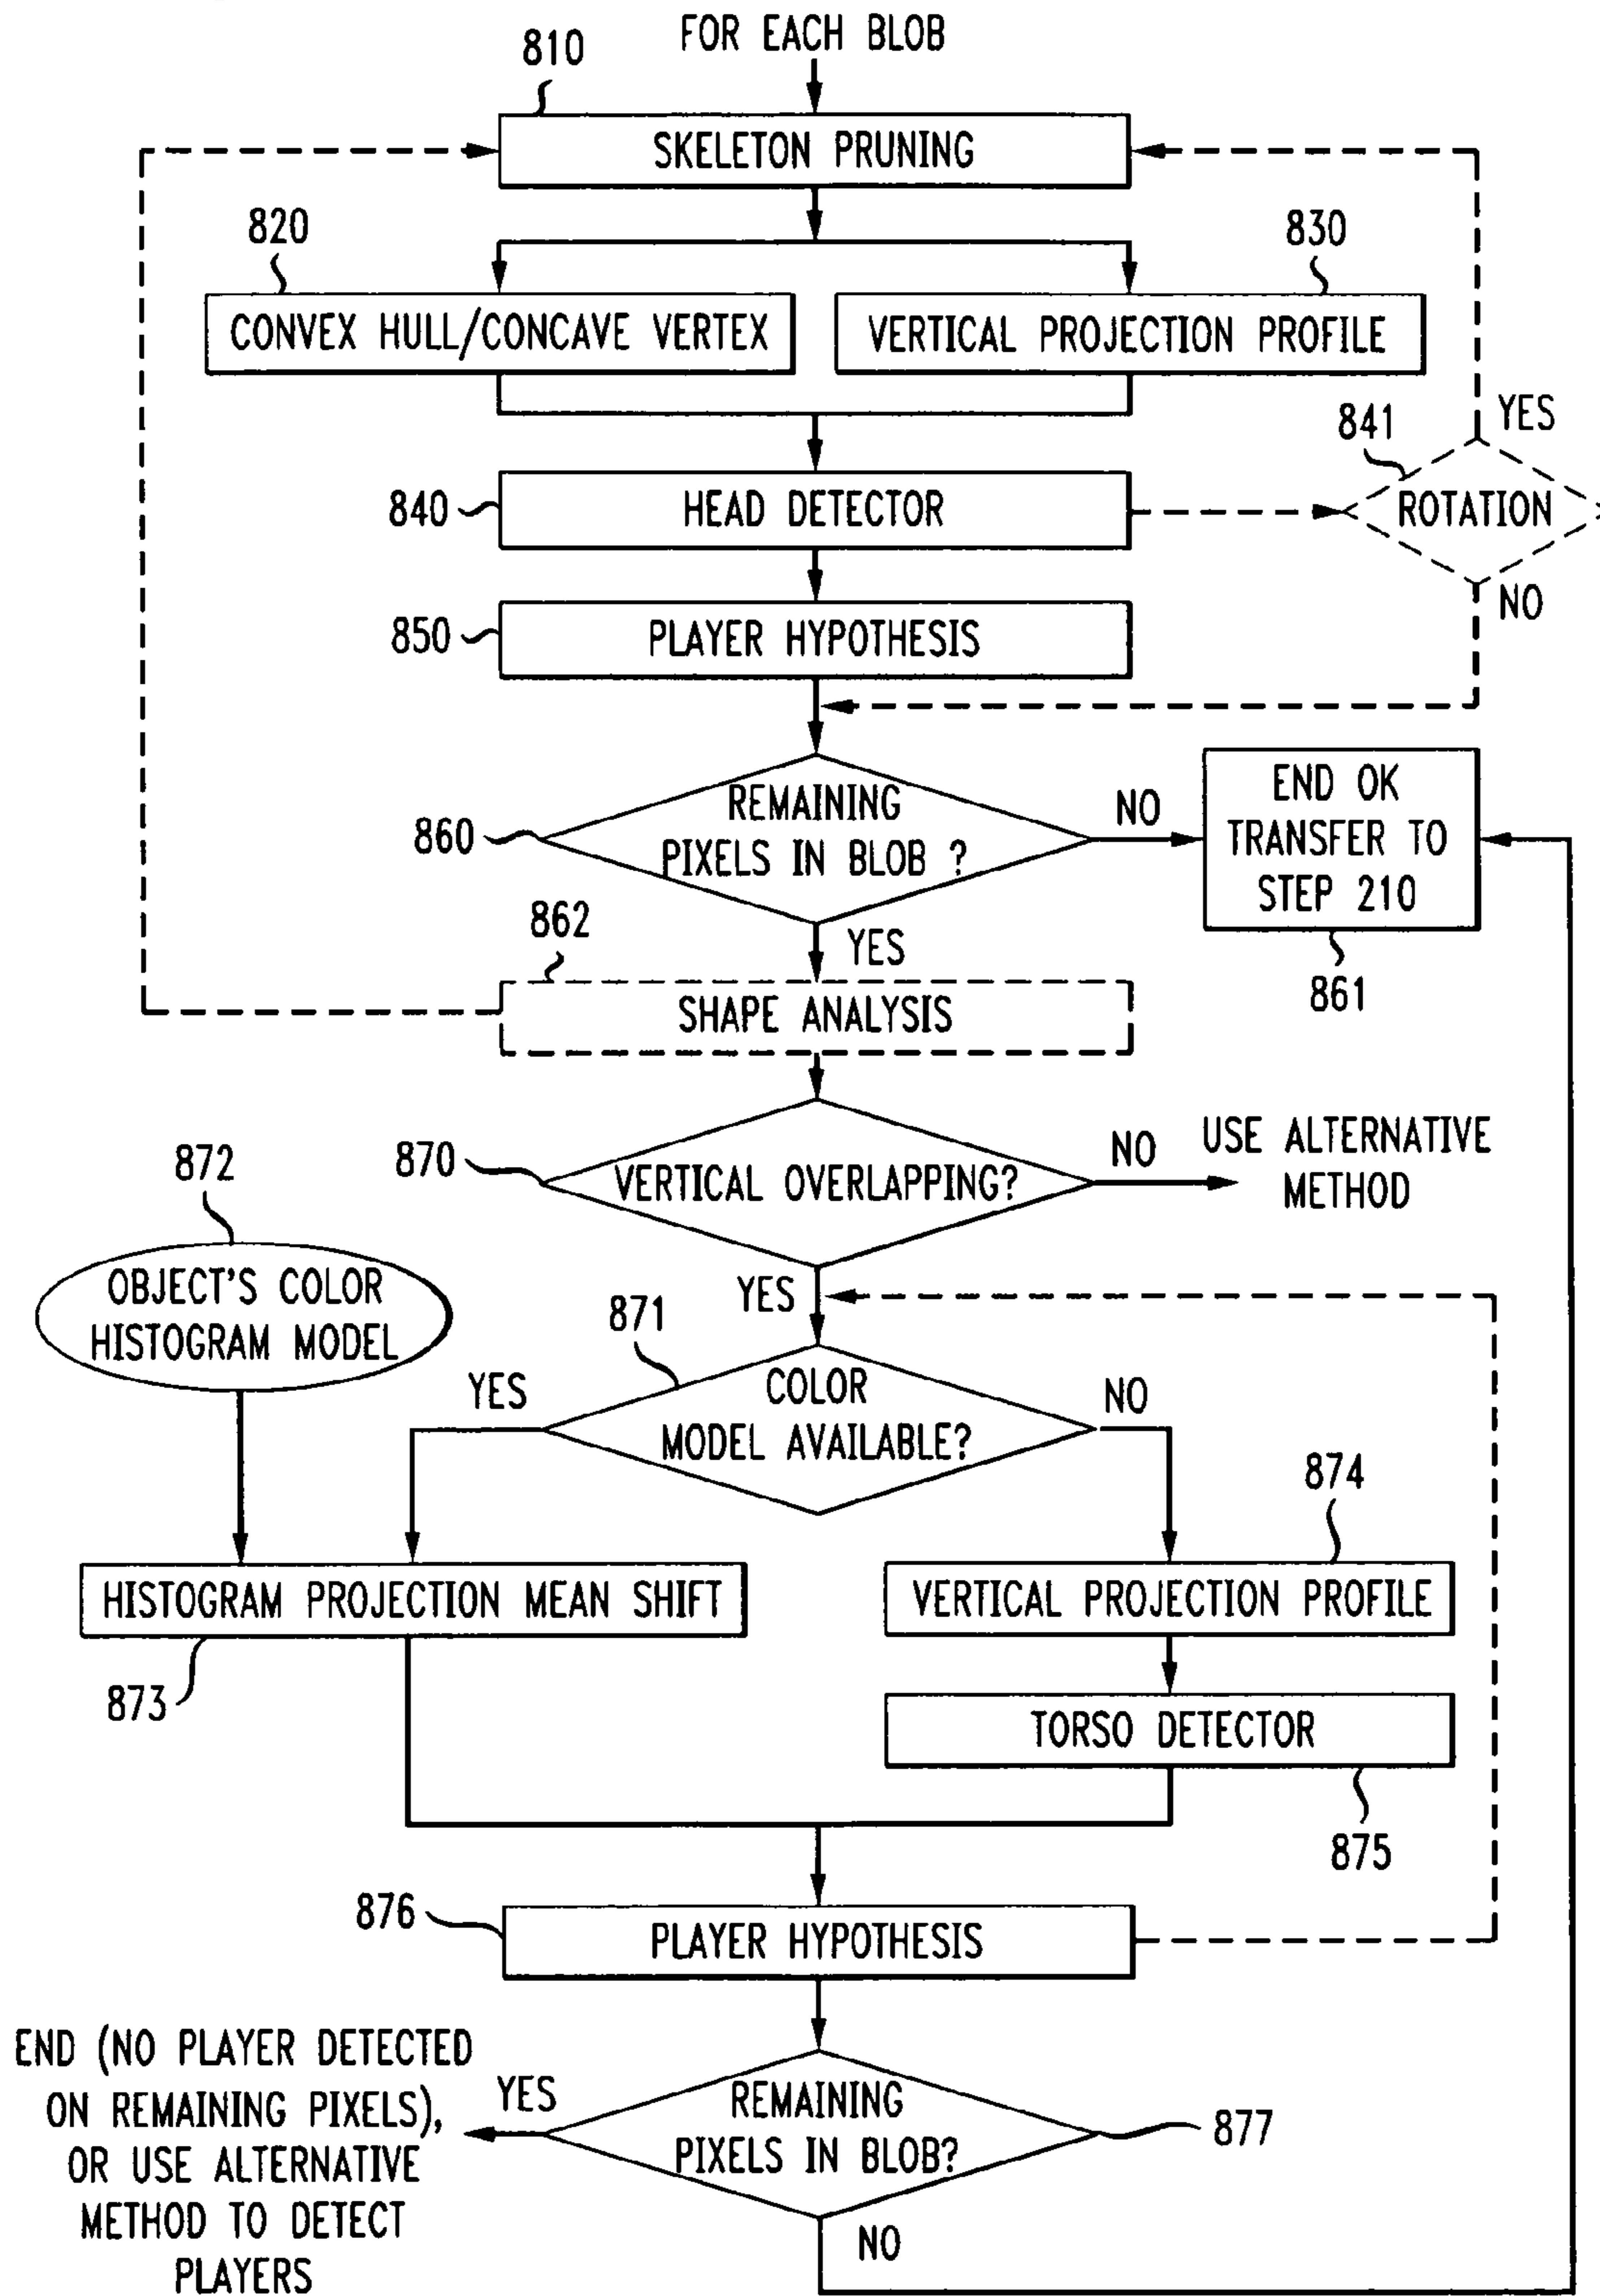 FOR EACH BLOB
810
SKELETON PRUNING
820
830
CONVEX HULL/CONCAVE VERTEX
VERTICAL PROJECTION PROFILE
841
YES
840
HEAD DETECTOR
ROTATION
NO
850
PLAYER HYPOTHESIS
860
REMAINING
PIXELS IN BLOB ?
NO
END OK
TRANSFER TO
STEP 210
861
862
YES
SHAPE ANALYSIS
870
VERTICAL OVERLAPPING?
NO
USE ALTERNATIVE
METHOD
872
OBJECT'S COLOR
HISTOGRAM MODEL
YES
871
YES
COLOR
MODEL AVAILABLE?
NO
874
HISTOGRAM PROJECTION MEAN SHIFT
VERTICAL PROJECTION PROFILE
873
TORSO DETECTOR
875
876
PLAYER HYPOTHESIS
END (NO PLAYER DETECTED
ON REMAINING PIXELS),
OR USE ALTERNATIVE
METHOD TO DETECT
PLAYERS
YES
REMAINING
PIXELS IN BLOB?
877
NO